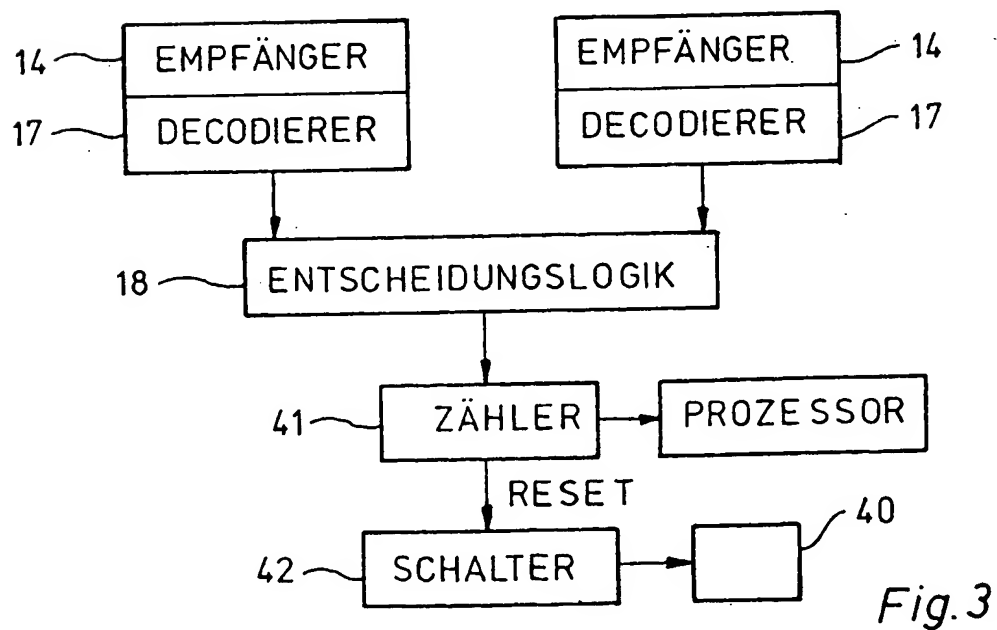 14 EMPFÄNGER EMPFÄNGER 14
17 DECODIERER DECODIERER 17
18 ENTSCHEIDUNGSLOGIK
41 ZÄHLER PROZESSOR
RESET
40
42 SCHALTER
Fig.3